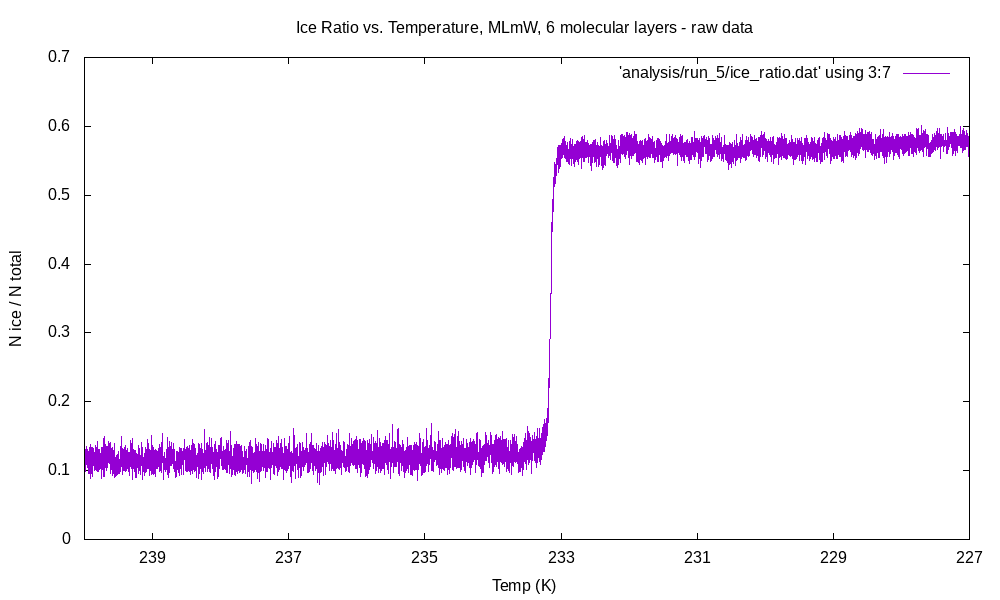 Ice Ratio vs. Temperature, MLmW, 6 molecular layers - raw data
'analysis/run_5/ice_ratio.dat' using 3:7
N ice / N total
0.7
0.6
0.5
0.4
0.3
0.2
0.1
0
239 237 235 233 231 229 227
Temp (K)